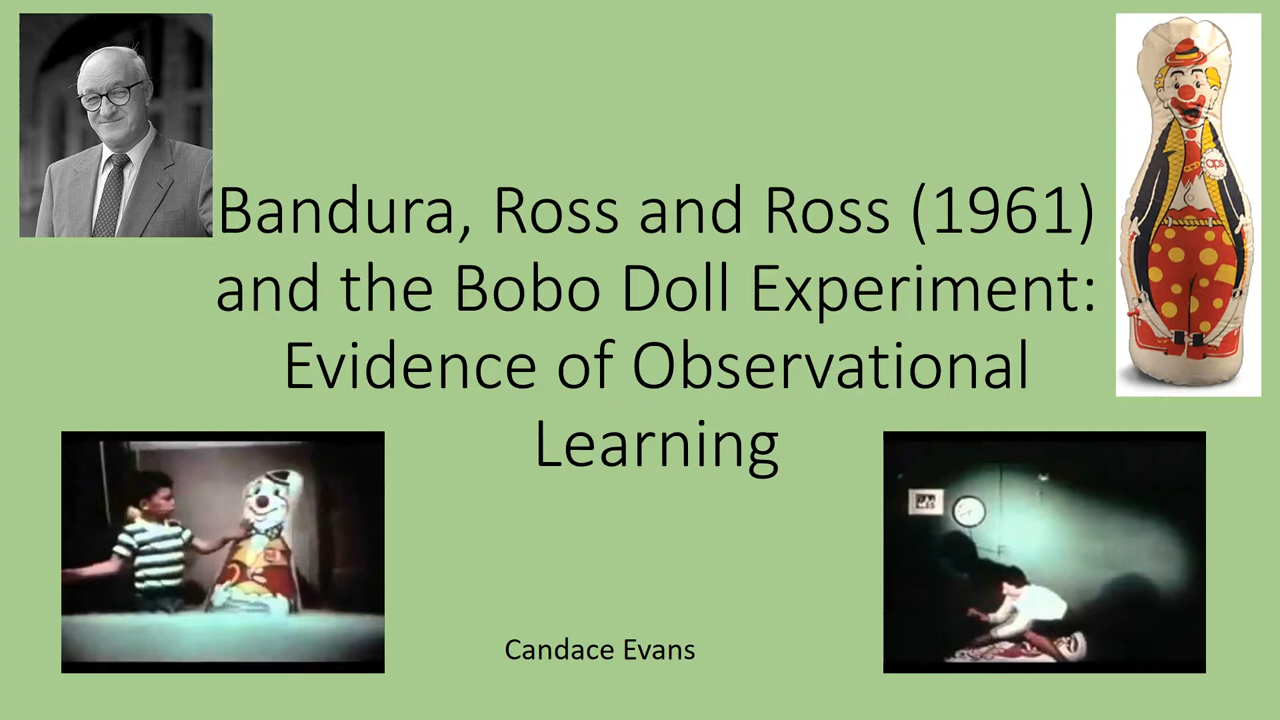 Bandura, Ross and Ross (1961)
and the Bobo Doll Experiment:
Evidence of Observational
Learning
Candace Evans